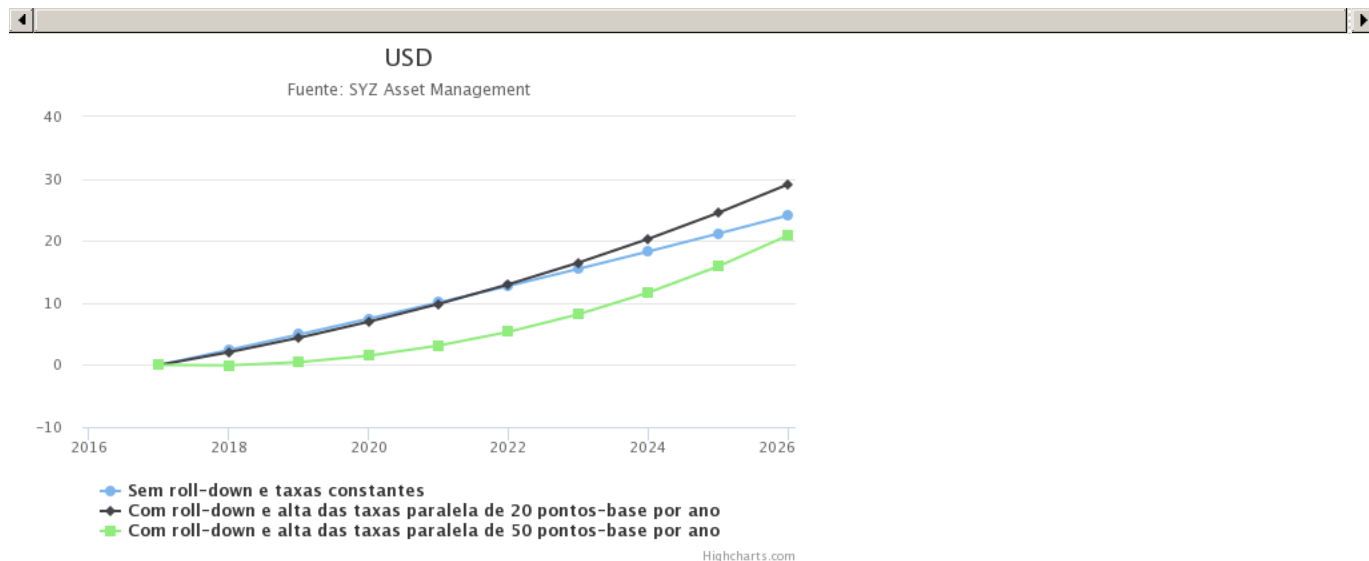 USD
Fuente: SYZ Asset Management
40
30
20
10
0
−10
2016 2018 2020 2022 2024 2026
Sem roll-down e taxas constantes
Com roll-down e alta das taxas paralela de 20 pontos-base por ano
Com roll-down e alta das taxas paralela de 50 pontos-base por ano
Highcharts.com